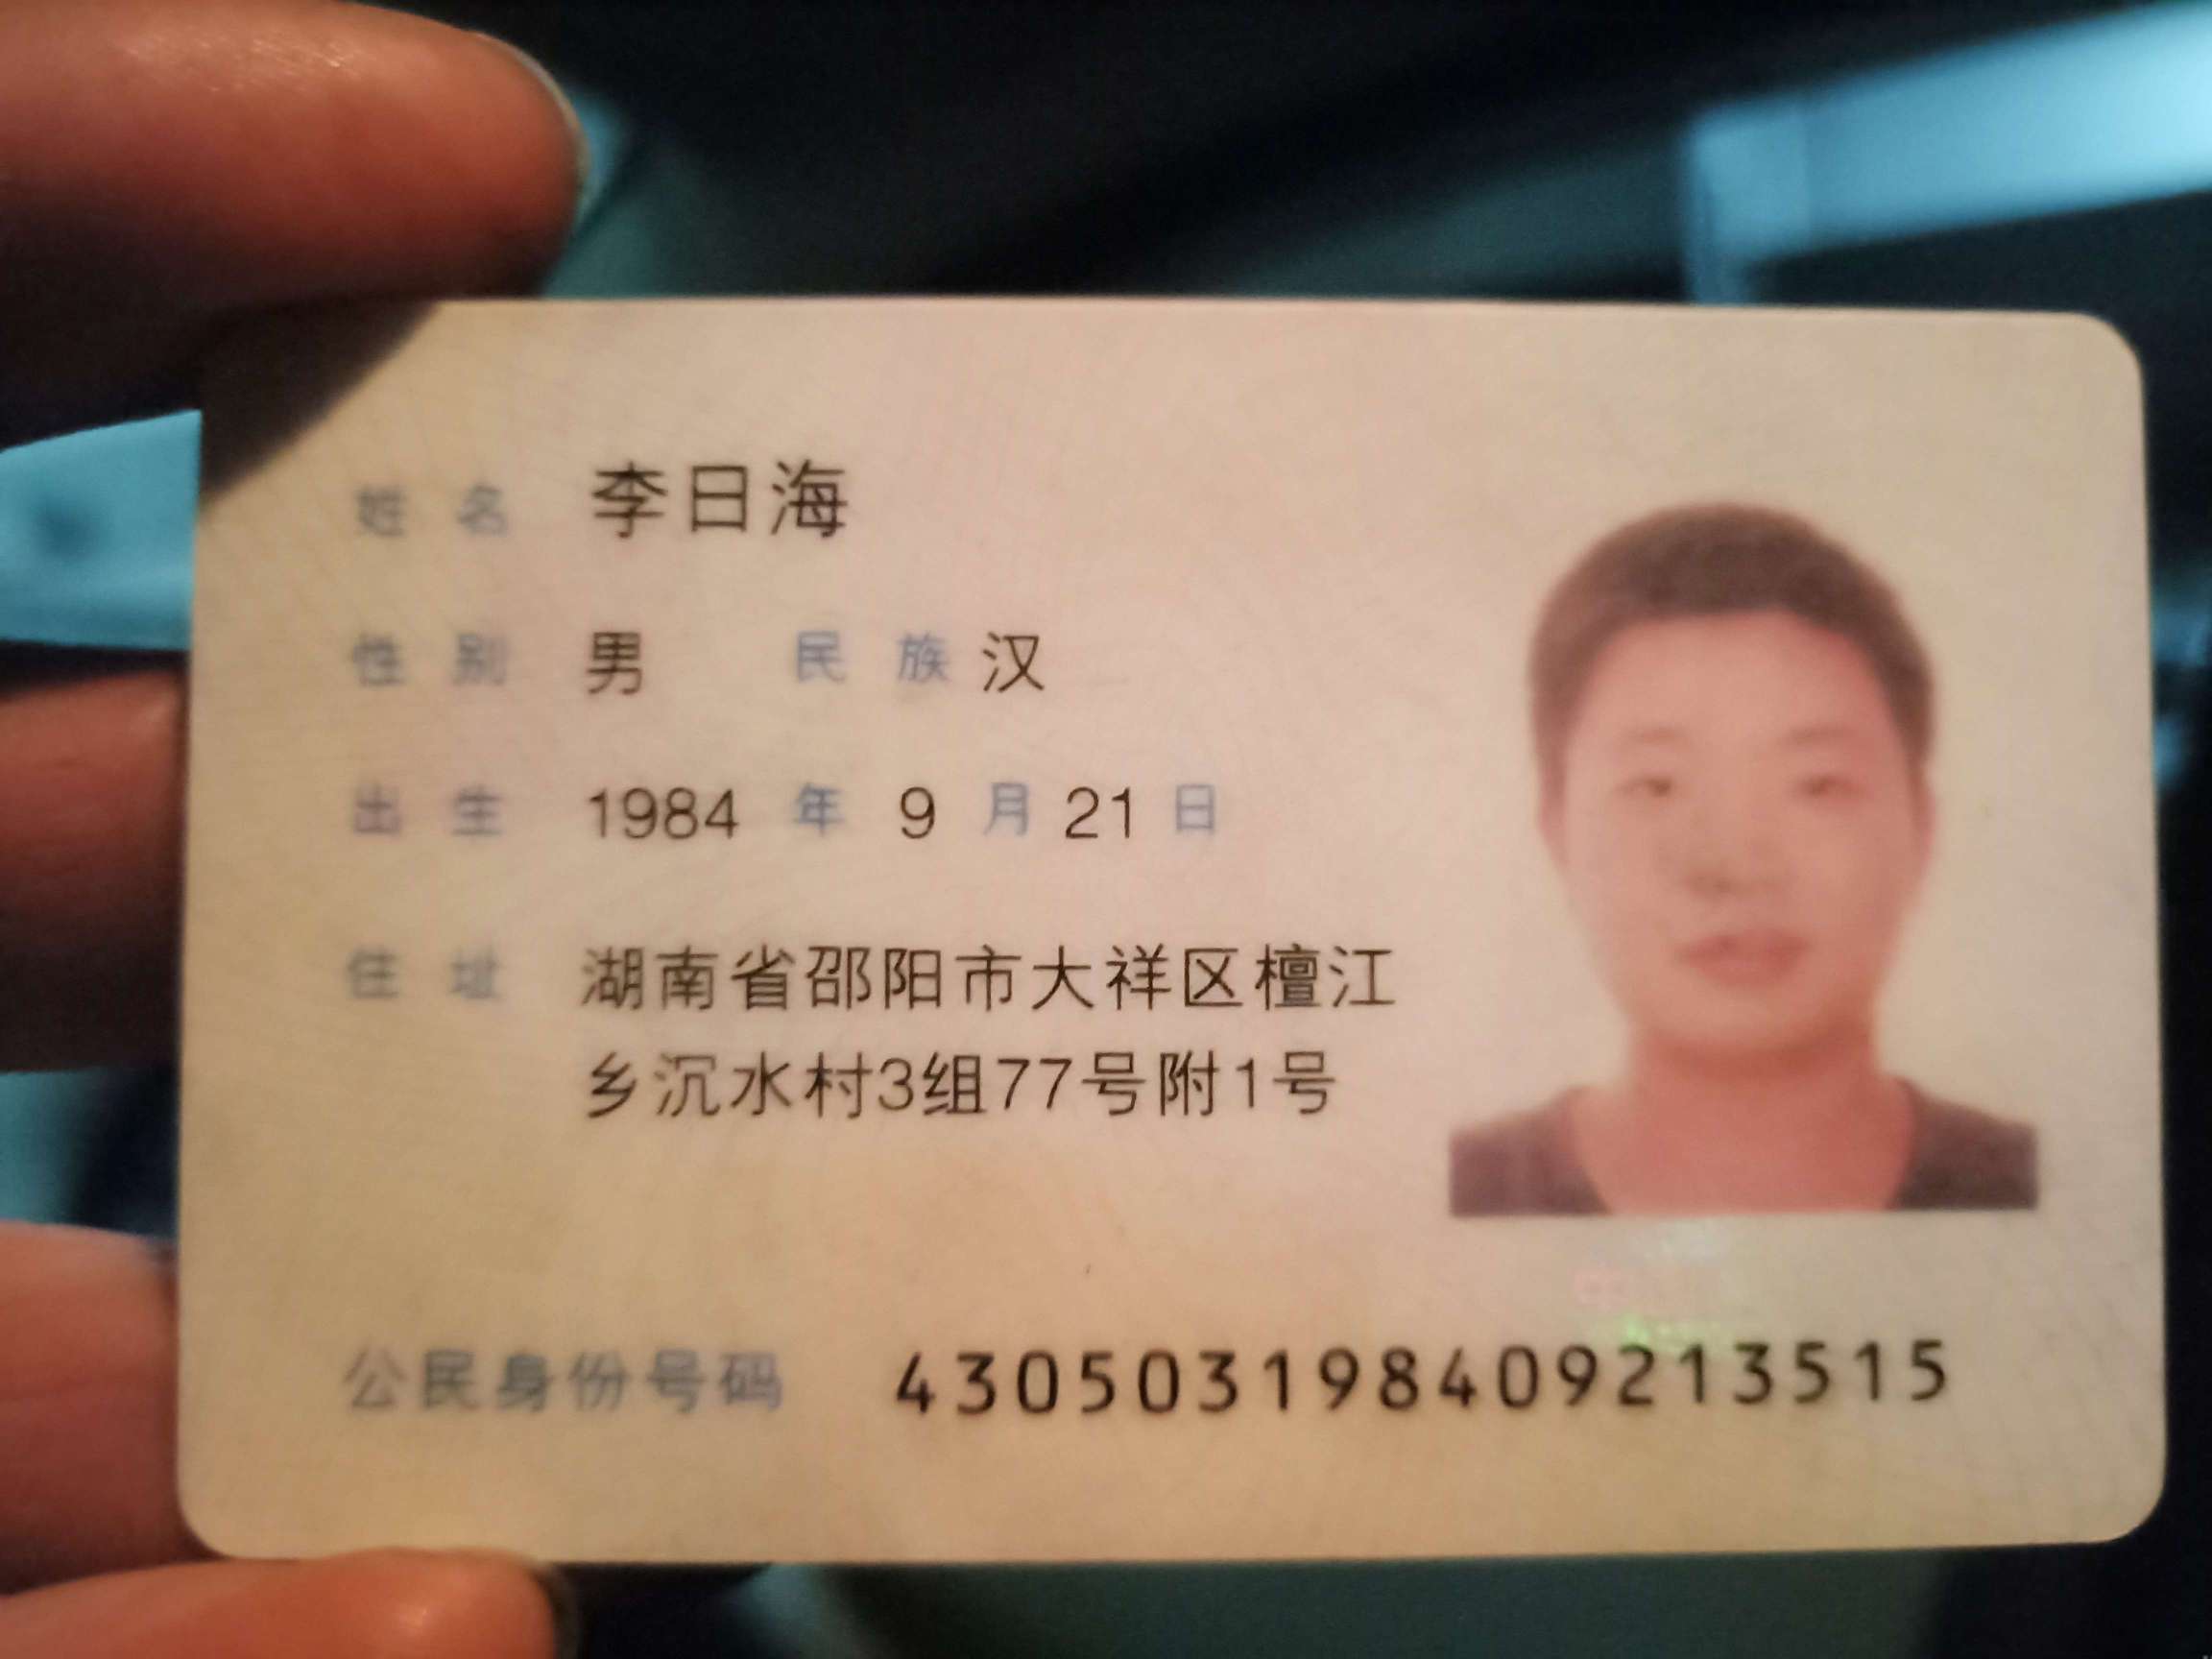 姓名 李日海
性别 男 民族 汉
出生 1984 年 9 月 21 日
住址 湖南省邵阳市大祥区檀江
乡沉水村3组77号附1号
公民身份号码 430503198409213515